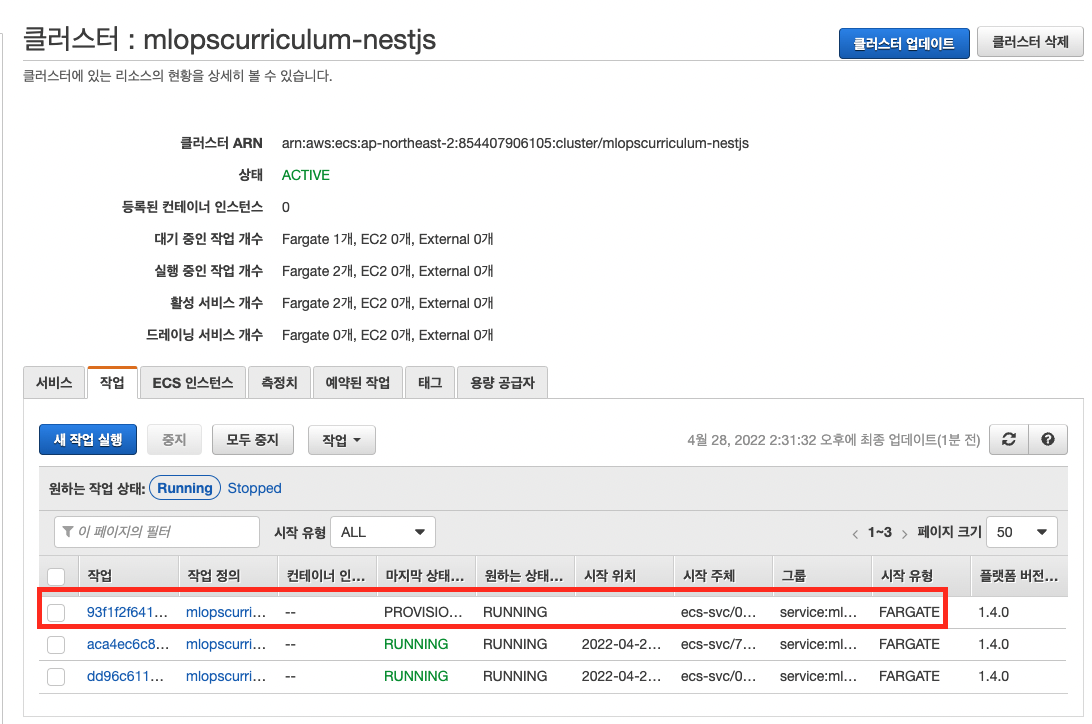 클러스터 : mlopscurriculum-nestjs
클러스터 업데이트
클러스터 삭제
클러스터에 있는 리소스의 현황을 상세히 볼 수 있습니다.
클러스터 ARN arn:aws:ecs:ap-northeast-2:854407906105:cluster/mlopscurriculum-nestjs
상태 ACTIVE
등록된 컨테이너 인스턴스 0
대기 중인 작업 개수 Fargate 1개, EC2 0개, External 0개
실행 중인 작업 개수 Fargate 2개, EC2 0개, External 0개
활성 서비스 개수 Fargate 2개, EC2 0개, External 0개
드레이닝 서비스 개수 Fargate 0개, EC2 0개, External 0개
서비스 작업 ECS 인스턴스 측정치 예약된 작업 태그 용량 공급자
새 작업 실행 중지 모두 중지 작업 4월 28, 2022 2:31:32 오후에 최종 업데이트(1분 전) ?
원하는 작업 상태: Running Stopped
이 페이지의 필터 시작 유형 ALL < 1~3 > 페이지 크기 50
작업 작업 정의 컨테이너 인... 마지막 상태... 원하는 상태... 시작 위치 시작 주체 그룹 시작 유형 플랫폼 버전...
93f1f2f641... mlopscurri... -- PROVISIO... RUNNING ecs-svc/0... service:ml... FARGATE 1.4.0
aca4ec6c8... mlopscurri... -- RUNNING RUNNING 2022-04-2... ecs-svc/7... service:ml... FARGATE 1.4.0
dd96c611... mlopscurri... -- RUNNING RUNNING 2022-04-2... ecs-svc/0... service:ml... FARGATE 1.4.0